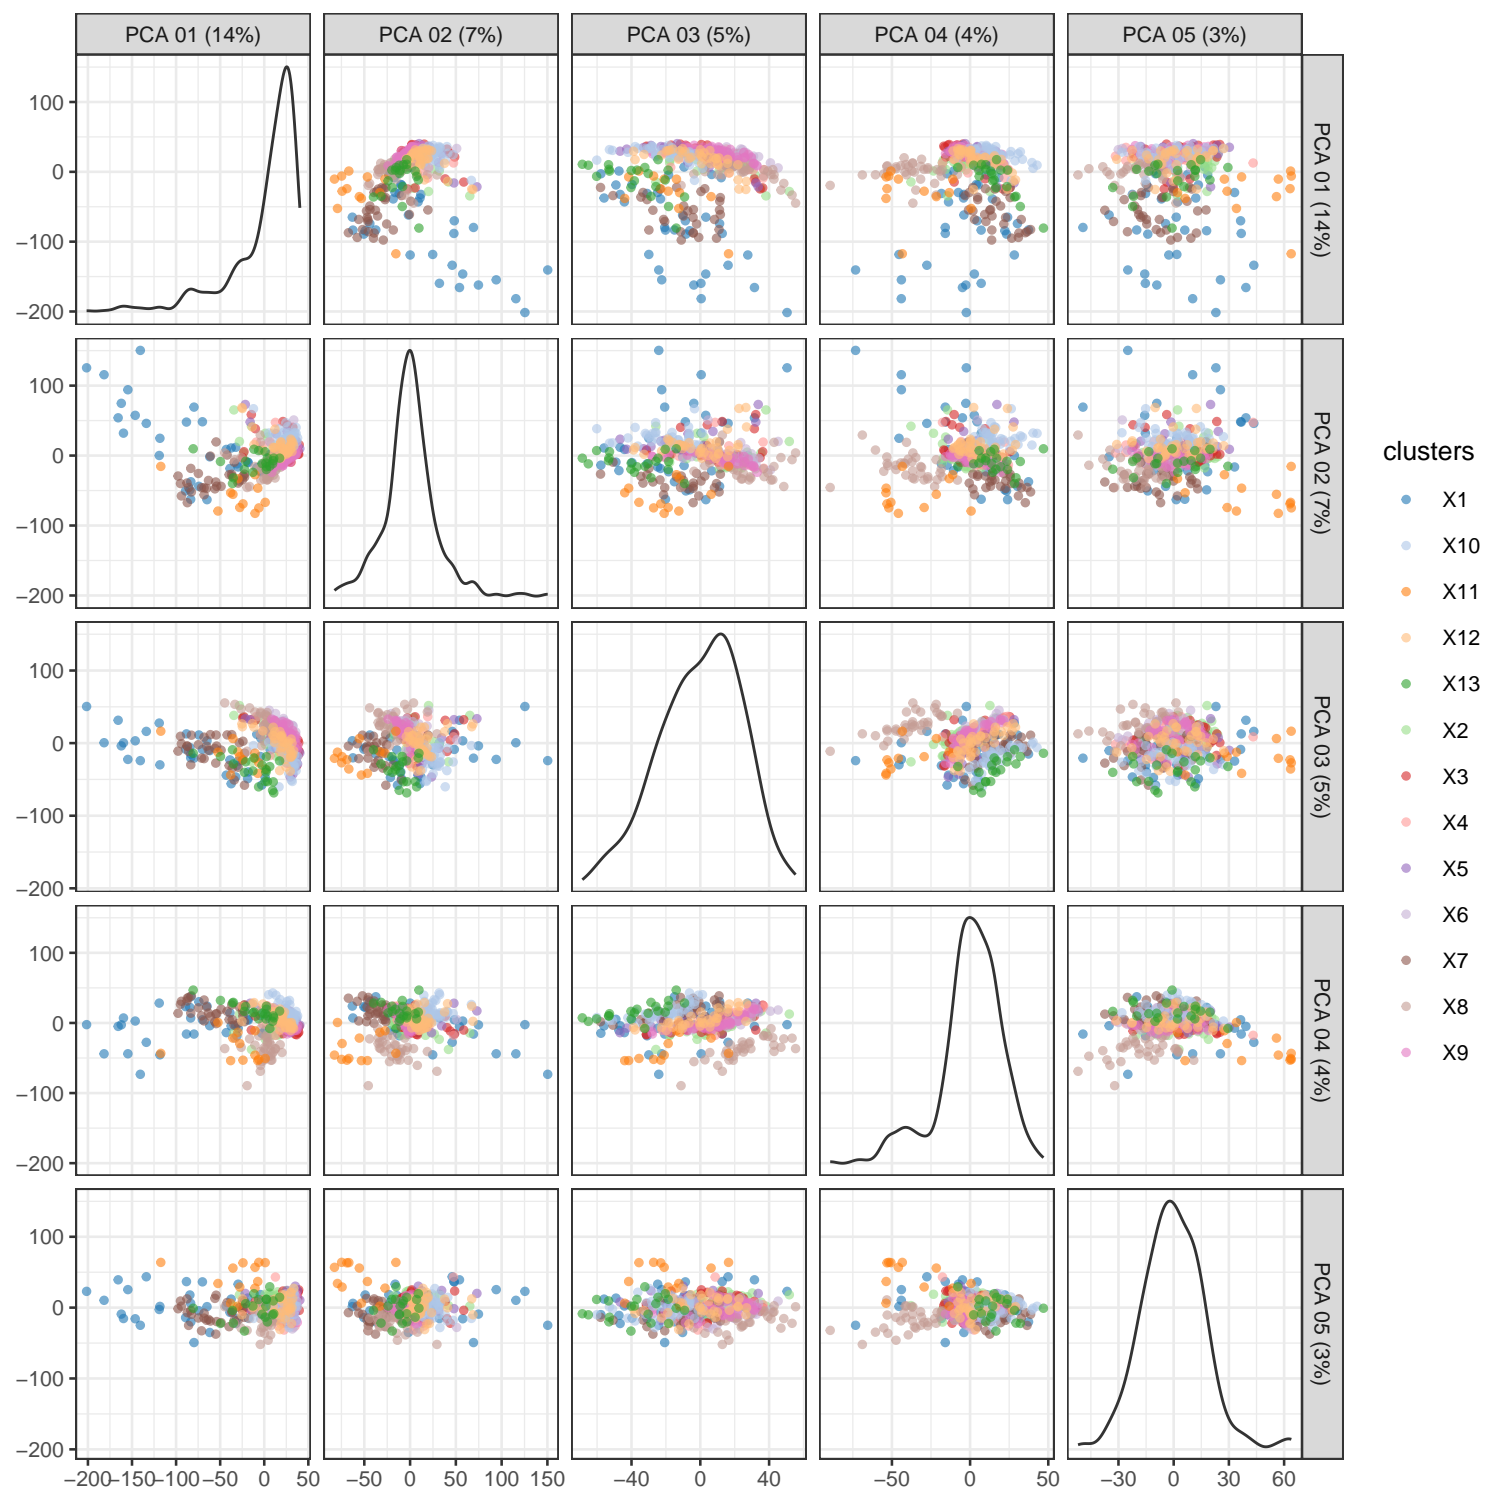 PCA 01 (14%) PCA 02 (7%) PCA 03 (5%) PCA 04 (4%) PCA 05 (3%)
100
0
−100
−200
PCA 01 (14%)
100
0
−100
−200
PCA 02 (7%)
100
0
−100
−200
PCA 03 (5%)
100
0
−100
−200
PCA 04 (4%)
100
0
−100
−200
PCA 05 (3%)
−200 −150 −100 −50 0 50 −50 0 50 100 150 −40 0 40 −50 0 50 −30 0 30 60
clusters
X1
X10
X11
X12
X13
X2
X3
X4
X5
X6
X7
X8
X9